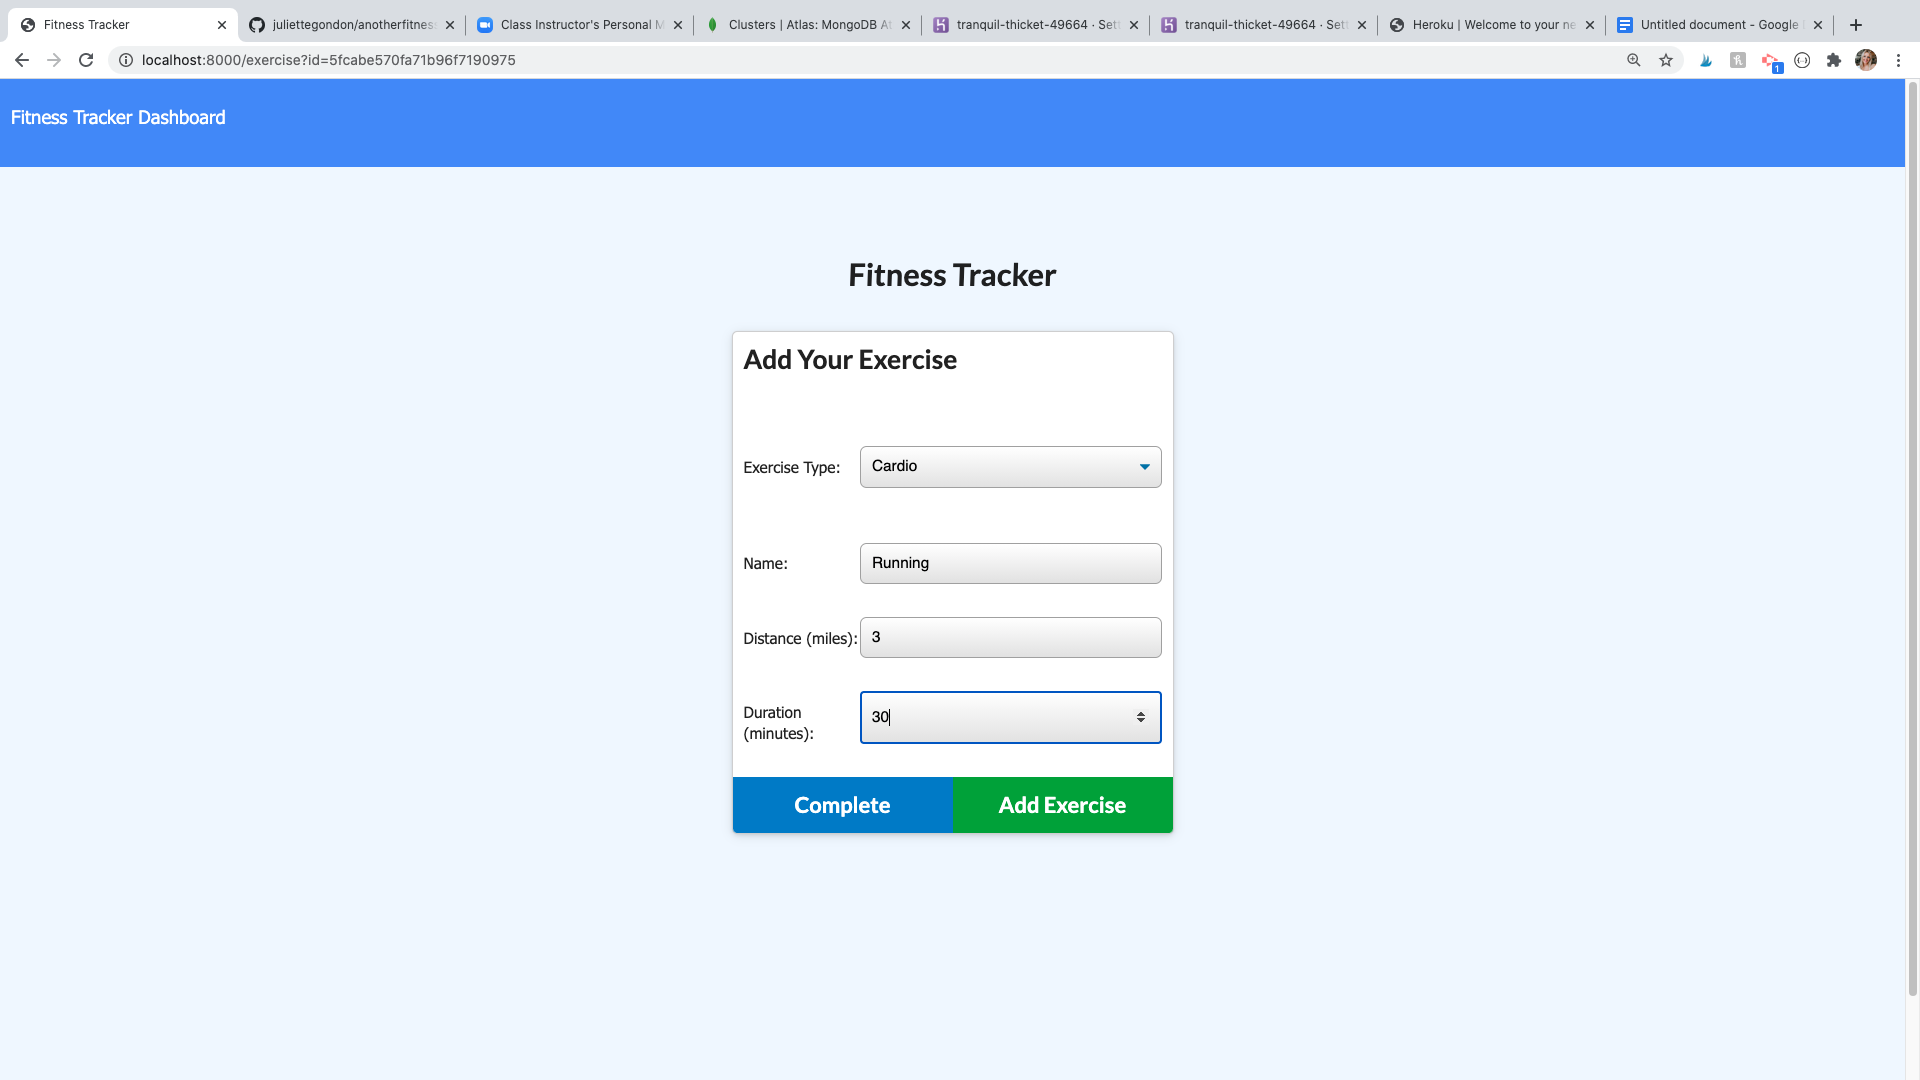 Fitness Tracker
juliettegondon/anotherfitness
Class Instructor's Personal M
Clusters | Atlas: MongoDB At
tranquil-thicket-49664 · Sett
tranquil-thicket-49664 · Sett
Heroku | Welcome to your ne
Untitled document - Google
localhost:8000/exercise?id=5fcabe570fa71b96f7190975
1
Fitness Tracker Dashboard
Fitness Tracker
Add Your Exercise
Exercise Type: Cardio
Name: Running
Distance (miles): 3
Duration
(minutes): 30
Complete Add Exercise